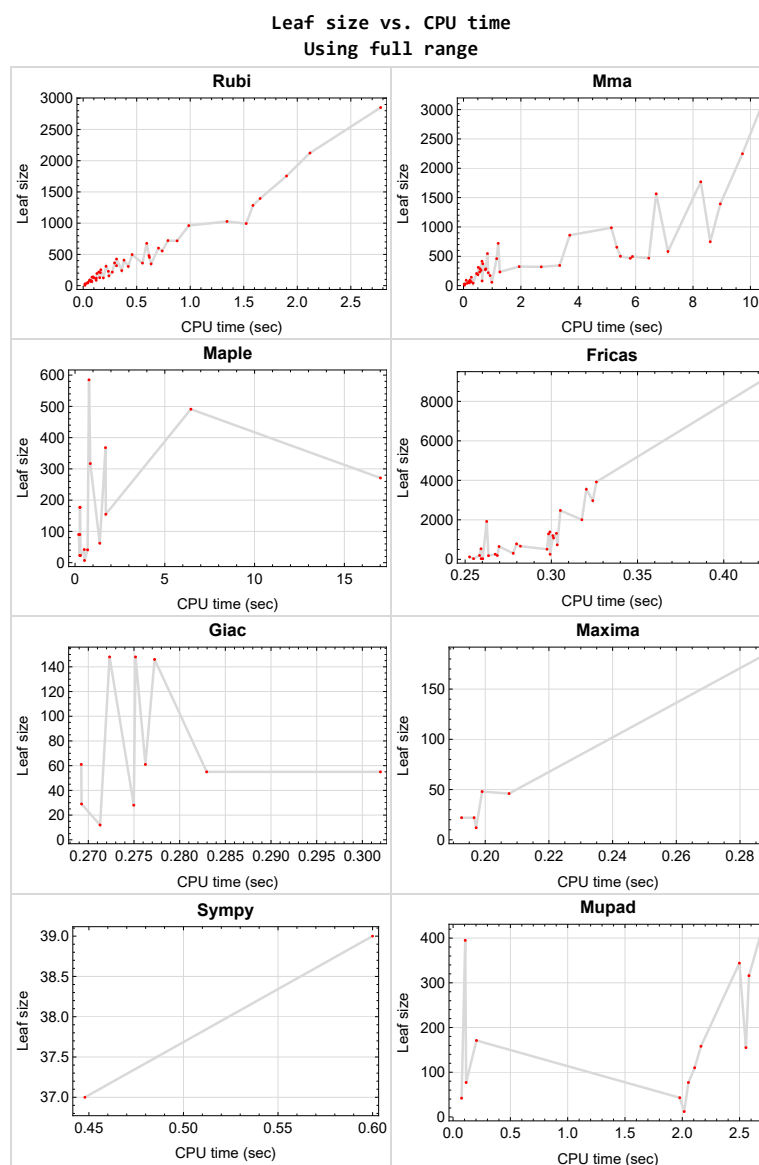 Leaf size vs. CPU time
Using full range
Rubi
3000
2500
2000
1500
1000
500
0
Leaf size
0.0 0.5 1.0 1.5 2.0 2.5
CPU time (sec)
Mma
3000
2500
2000
1500
1000
500
0
Leaf size
0 2 4 6 8 10
CPU time (sec)
Maple
600
500
400
300
200
100
0
Leaf size
0 5 10 15
CPU time (sec)
Fricas
8000
6000
4000
2000
0
Leaf size
0.25 0.30 0.35 0.40
CPU time (sec)
Giac
140
120
100
80
60
40
20
0
Leaf size
0.270 0.275 0.280 0.285 0.290 0.295 0.300
CPU time (sec)
Maxima
150
100
50
0
Leaf size
0.20 0.22 0.24 0.26 0.28
CPU time (sec)
Sympy
39.0
38.5
38.0
37.5
37.0
Leaf size
0.45 0.50 0.55 0.60
CPU time (sec)
Mupad
400
300
200
100
0
Leaf size
0.0 0.5 1.0 1.5 2.0 2.5
CPU time (sec)